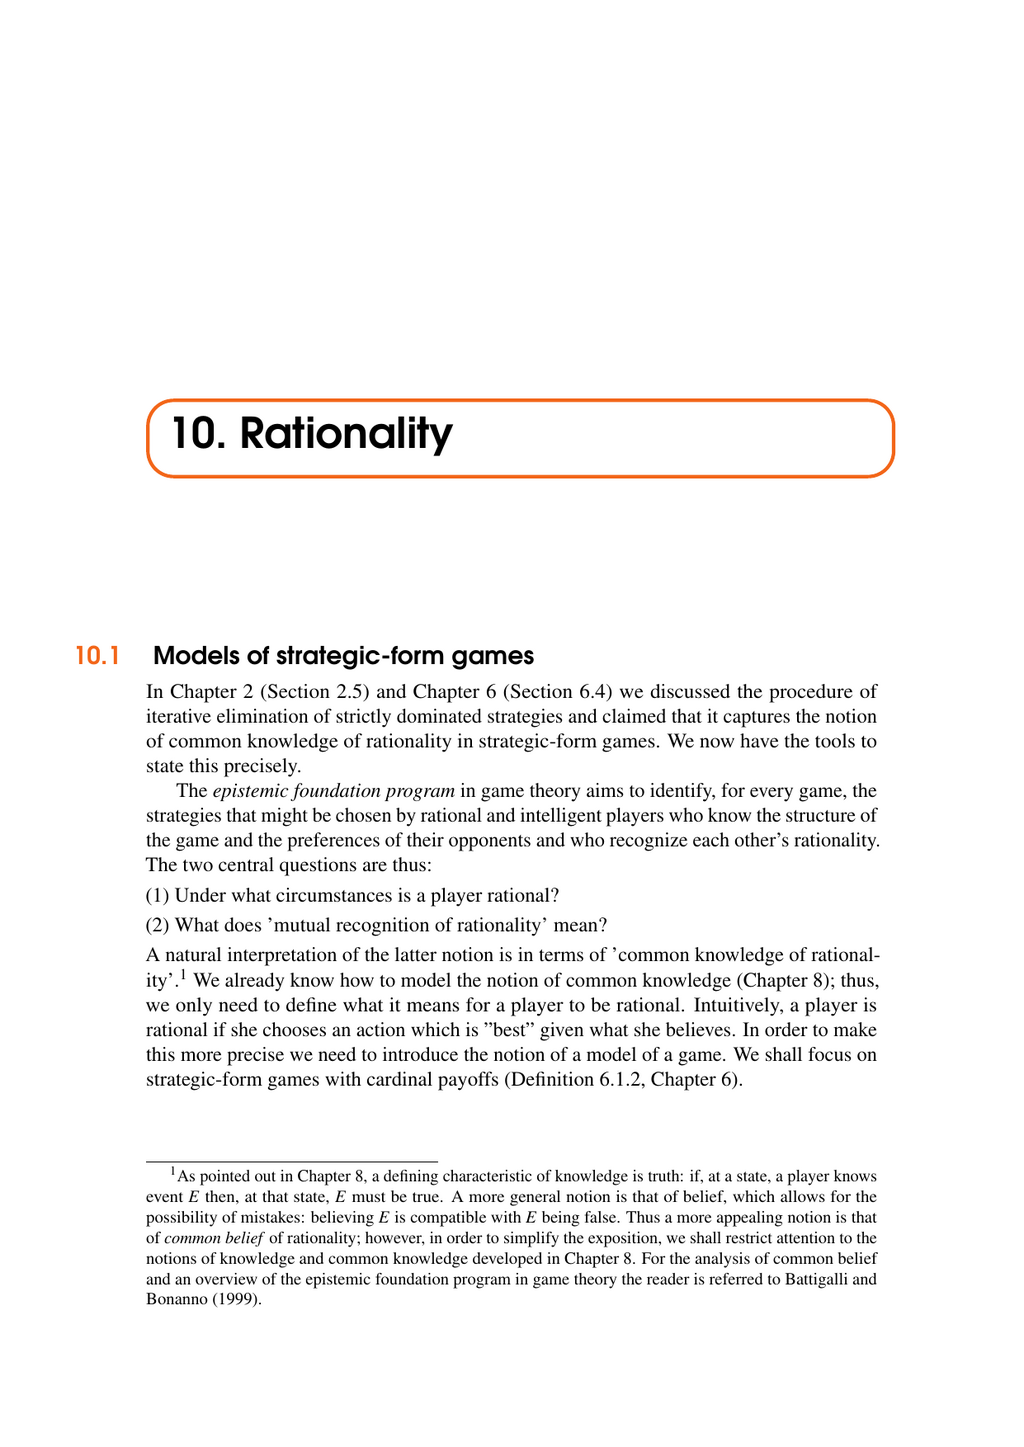 10. Rationality
10.1 Models of strategic-form games
In Chapter 2 (Section 2.5) and Chapter 6 (Section 6.4) we discussed the procedure of
iterative elimination of strictly dominated strategies and claimed that it captures the notion
of common knowledge of rationality in strategic-form games. We now have the tools to
state this precisely.
The epistemic foundation program in game theory aims to identify, for every game, the
strategies that might be chosen by rational and intelligent players who know the structure of
the game and the preferences of their opponents and who recognize each other’s rationality.
The two central questions are thus:
(1) Under what circumstances is a player rational?
(2) What does ’mutual recognition of rationality’ mean?
A natural interpretation of the latter notion is in terms of ’common knowledge of rational-
ity’.1 We already know how to model the notion of common knowledge (Chapter 8); thus,
we only need to define what it means for a player to be rational. Intuitively, a player is
rational if she chooses an action which is ”best” given what she believes. In order to make
this more precise we need to introduce the notion of a model of a game. We shall focus on
strategic-form games with cardinal payoffs (Definition 6.1.2, Chapter 6).
1As pointed out in Chapter 8, a defining characteristic of knowledge is truth: if, at a state, a player knows
event E then, at that state, E must be true. A more general notion is that of belief, which allows for the
possibility of mistakes: believing E is compatible with E being false. Thus a more appealing notion is that
of common belief of rationality; however, in order to simplify the exposition, we shall restrict attention to the
notions of knowledge and common knowledge developed in Chapter 8. For the analysis of common belief
and an overview of the epistemic foundation program in game theory the reader is referred to Battigalli and
Bonanno (1999).